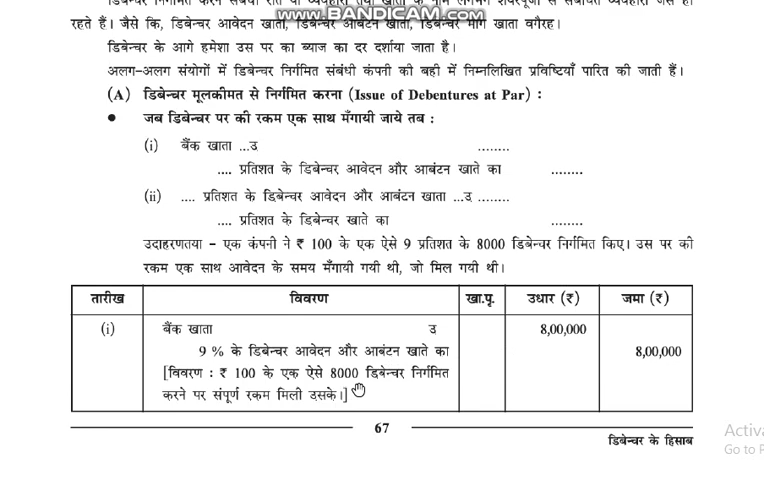 WWW.BANDICAM.COM
रहते हैं। जैसे कि, डिबेन्चर आवेदन खाता, डिबेन्चर आबंटन खाता, डिबेन्चर माँग खाता वगैरह।
डिबेन्चर के आगे हमेशा उस पर का ब्याज का दर दर्शाया जाता है।
अलग-अलग संयोगों में डिबेन्चर निर्गमित संबंधी कंपनी की बही में निम्नलिखित प्रविष्टियाँ पारित की जाती हैं।
(A) डिबेन्चर मूलकीमत से निर्गमित करना (Issue of Debentures at Par) :
● जब डिबेन्चर पर की रकम एक साथ मँगायी जाये तब :
(i) बैंक खाता ...उ ........
.... प्रतिशत के डिबेन्चर आवेदन और आबंटन खाते का ........
(ii) .... प्रतिशत के डिबेन्चर आवेदन और आबंटन खाता ...उ ........
.... प्रतिशत के डिबेन्चर खाते का ........
उदाहरणतया - एक कंपनी ने ₹ 100 के एक ऐसे 9 प्रतिशत के 8000 डिबेन्चर निर्गमित किए। उस पर की
रकम एक साथ आवेदन के समय मँगायी गयी थी, जो मिल गयी थी।
तारीख विवरण खा.पृ. उधार (₹) जमा (₹)
(i) बैंक खाता उ 8,00,000
9 % के डिबेन्चर आवेदन और आबंटन खाते का 8,00,000
[विवरण : ₹ 100 के एक ऐसे 8000 डिबेन्चर निर्गमित
करने पर संपूर्ण रकम मिली उसके।]
67
डिबेन्चर के हिसाब
Activa
Go to P